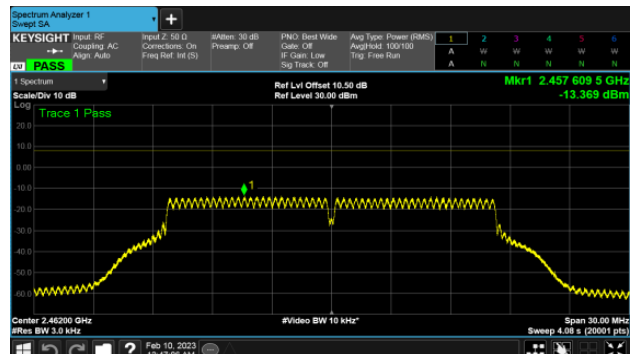 Spectrum Analyzer 1
Swept SA
+
KEYSIGHT Input: RF Input Z: 50 Ω #Atten: 30 dB PNO: Best Wide Avg Type: Power (RMS) 1 2 3 4 5 6
Coupling: AC Corrections: On Preamp: Off Gate: Off Avg|Hold: 100/100 A W W W W W
Align: Auto Freq Ref: Int (S) IF Gain: Low Trig: Free Run
PASS Sig Track: Off A N N N N N
1 Spectrum Ref Lvl Offset 10.50 dB Mkr1 2.457 609 5 GHz
Scale/Div 10 dB Ref Level 30.00 dBm -13.369 dBm
Log Trace 1 Pass
20.0
10.0
0.00
-10.0
1
-20.0
-30.0
-40.0
-50.0
-60.0
Center 2.46200 GHz #Video BW 10 kHz* Span 30.00 MHz
#Res BW 3.0 kHz Sweep 4.08 s (20001 pts)
? Feb 10, 2023